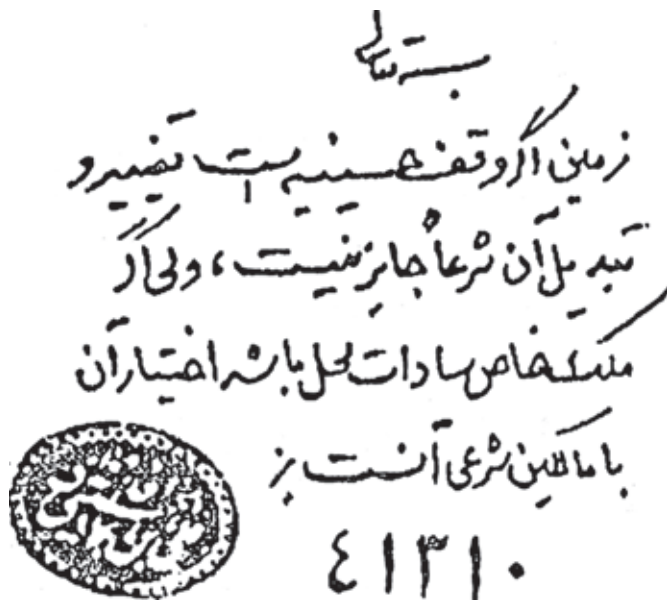 بسمه تعالی
زمین اگر وقف حسینیه است تغییر و
تبدیل آن شرعاً جایز نیست ، ولی اگر
ملک خاص سادات محل باشد اختیار آن
با مالکین شرعی آنست
٤١٣١٠